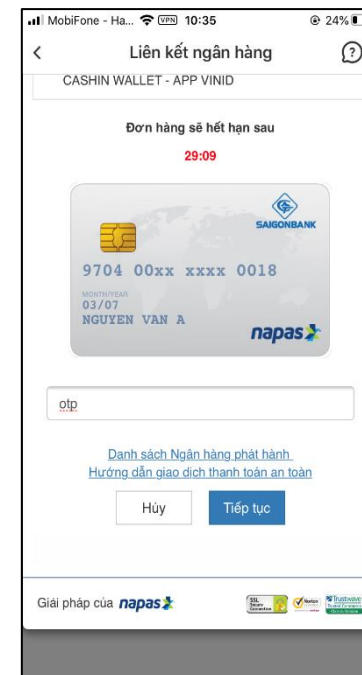 MobiFone - Ha... VPN 10:35 24%
Liên kết ngân hàng
CASHIN WALLET - APP VINID
Đơn hàng sẽ hết hạn sau
29:09
SAIGONBANK
9704 00xx xxxx 0018
MONTH/YEAR
03/07
NGUYEN VAN A
napas
otp
Danh sách Ngân hàng phát hành
Hướng dẫn giao dịch thanh toán an toàn
Hủy
Tiếp tục
Giải pháp của napas
SSL
Norton
Trustwave